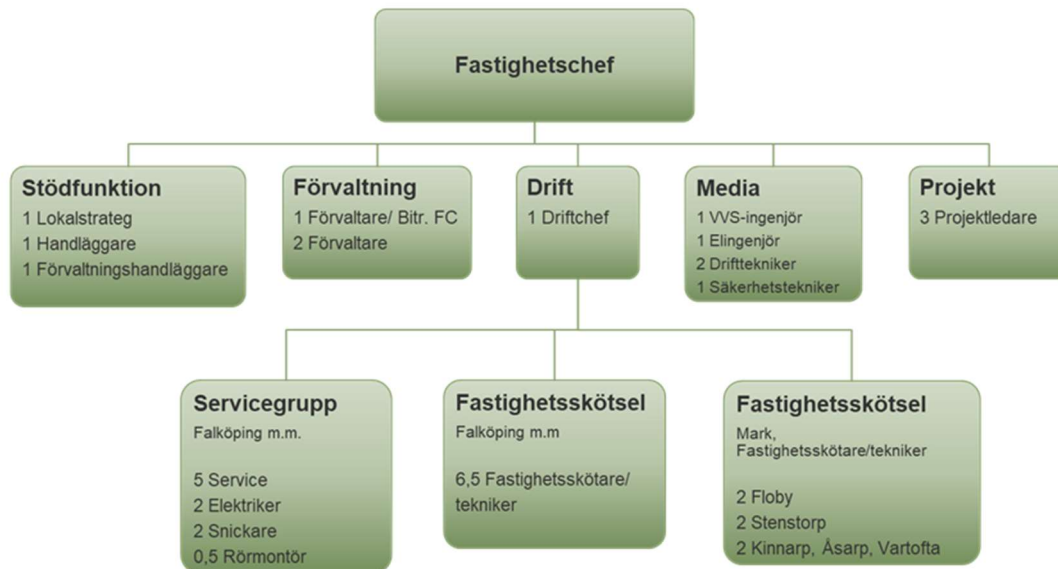 Fastighetschef
Stödfunktion
1 Lokalstrateg
1 Handläggare
1 Förvaltningshandläggare
Förvaltning
1 Förvaltare/ Bitr. FC
2 Förvaltare
Drift
1 Driftchef
Media
1 VVS-ingenjör
1 Elingenjör
2 Drifttekniker
1 Säkerhetstekniker
Projekt
3 Projektledare
Servicegrupp
Falköping m.m.
5 Service
2 Elektriker
2 Snickare
0,5 Rörmontör
Fastighetsskötsel
Falköping m.m
6,5 Fastighetsskötare/
tekniker
Fastighetsskötsel
Mark,
Fastighetsskötare/tekniker
2 Floby
2 Stenstorp
2 Kinnarp, Åsarp, Vartofta